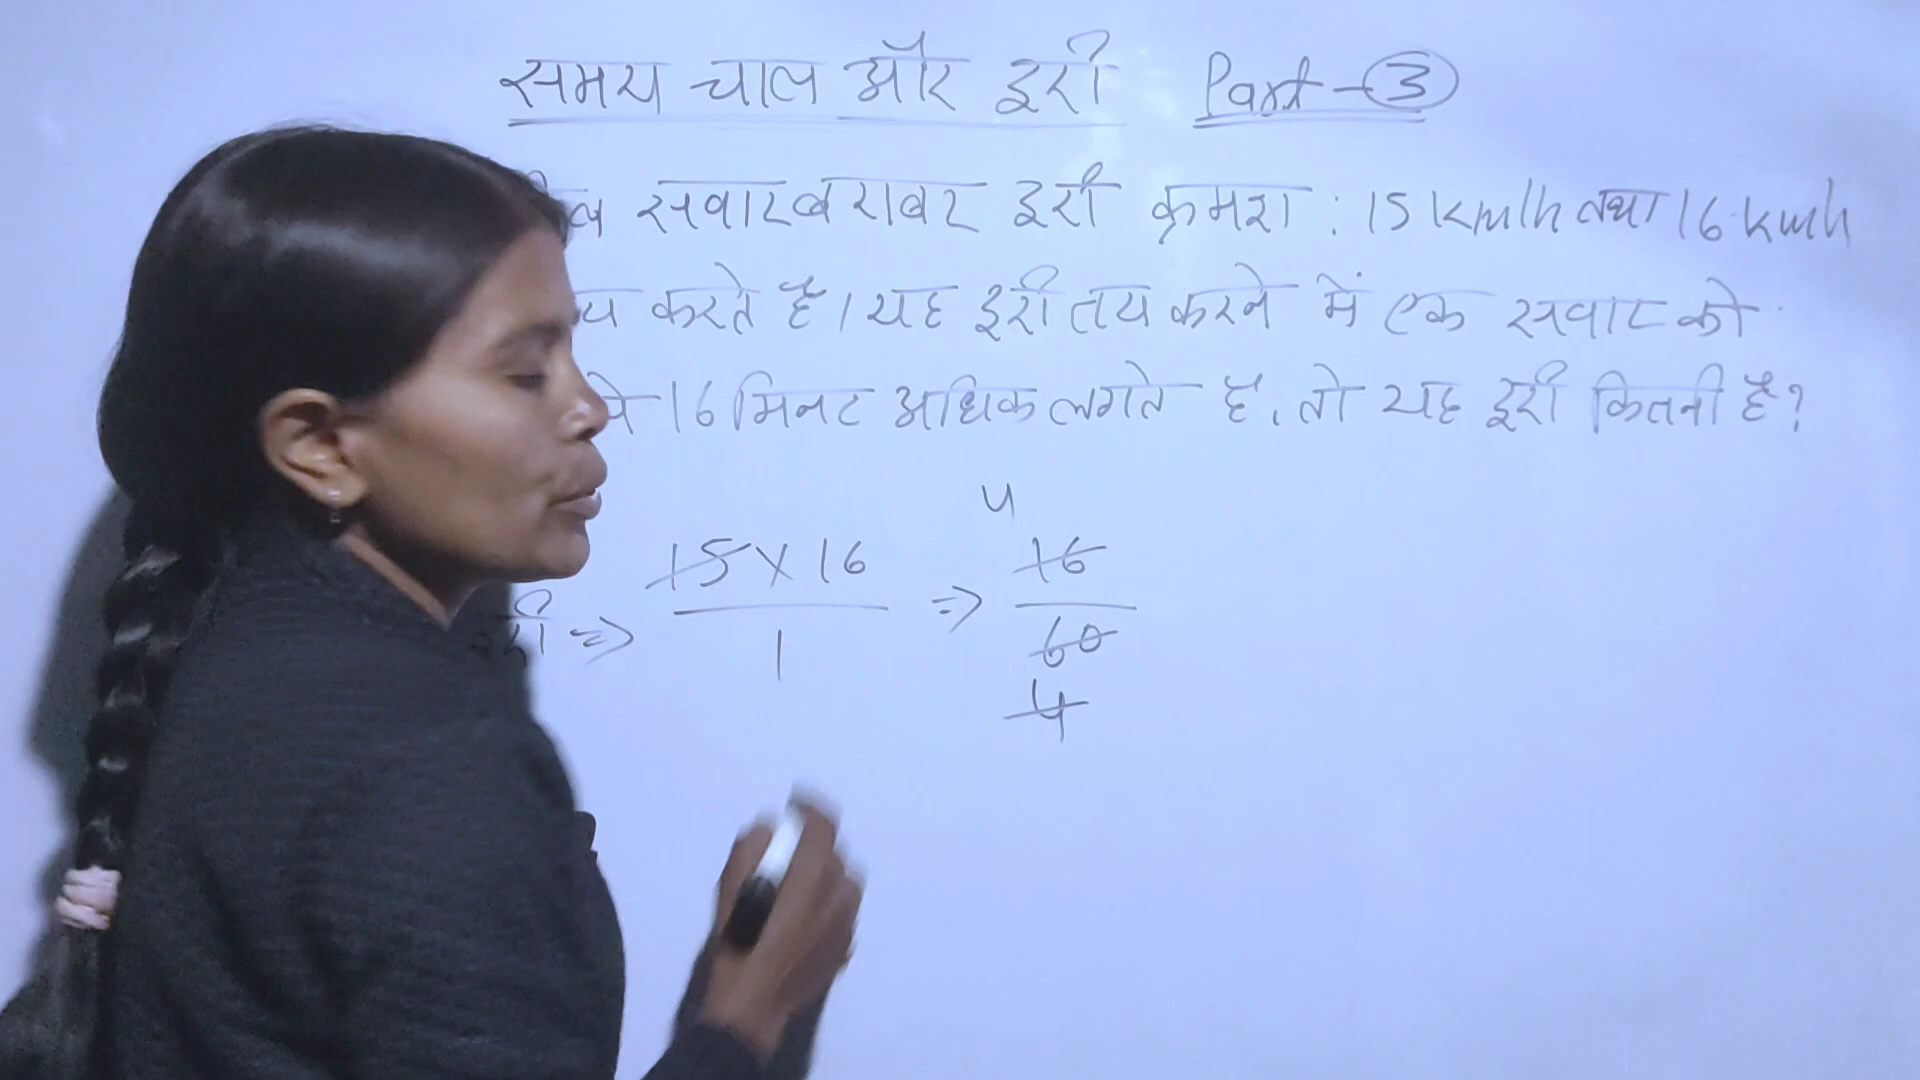 समय चाल और दूरी Part-③
सवार बराबर दूरी क्रमश: 15 km/h तथा 16 km/h
य करते है। यह दूरी तय करने में एक सवार को
16 मिनट अधिक लगते है, तो यह दूरी कितनी है?
4
15 x 16 ⇒ 16
री ⇒
1 60
4